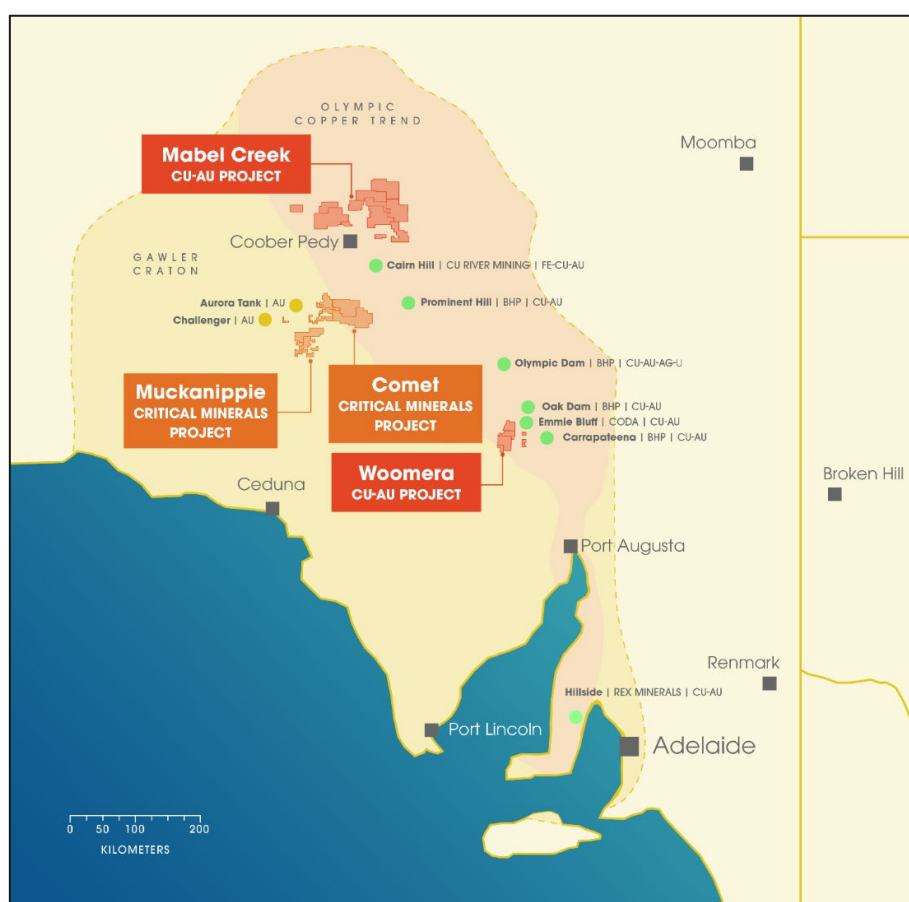 OLYMPIC
COPPER TREND
Moomba
Mabel Creek
CU-AU PROJECT
Coober Pedy
GAWLER
CRATON
Cairn Hill | CU RIVER MINING | FE-CU-AU
Aurora Tank | AU
Prominent Hill | BHP | CU-AU
Challenger | AU
Olympic Dam | BHP | CU-AU-AG-U
Muckanippie
CRITICAL MINERALS
PROJECT
Comet
CRITICAL MINERALS
PROJECT
Oak Dam | BHP | CU-AU
Emmie Bluff | CODA | CU-AU
Carrapateena | BHP | CU-AU
Woomera
CU-AU PROJECT
Broken Hill
Ceduna
Port Augusta
Renmark
Hillside | REX MINERALS | CU-AU
Port Lincoln
Adelaide
0 50 100 200
KILOMETERS